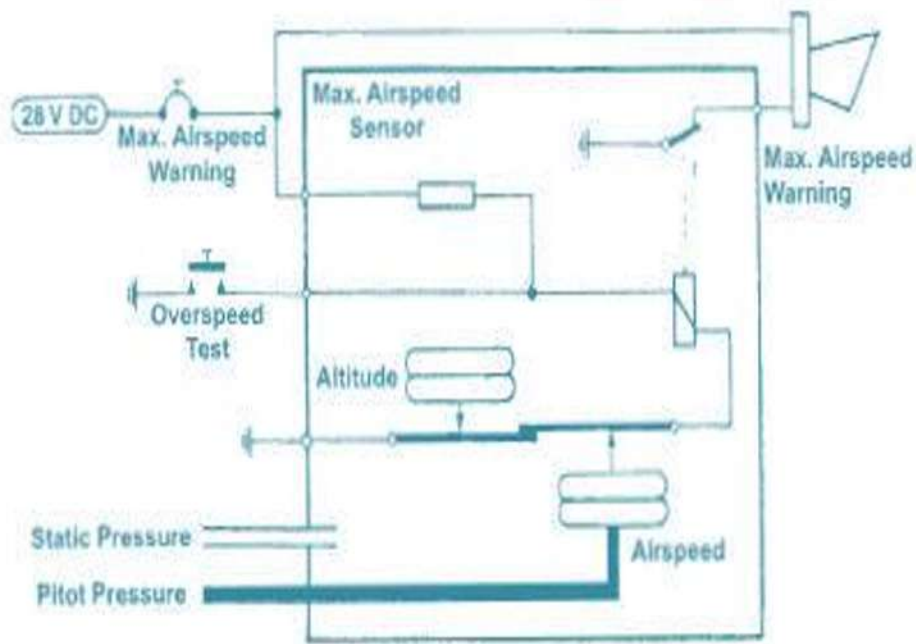 28 V DC
Max. Airspeed
Warning
Max. Airspeed
Sensor
Max. Airspeed
Warning
Overspeed
Test
Altitude
Airspeed
Static Pressure
Pitot Pressure